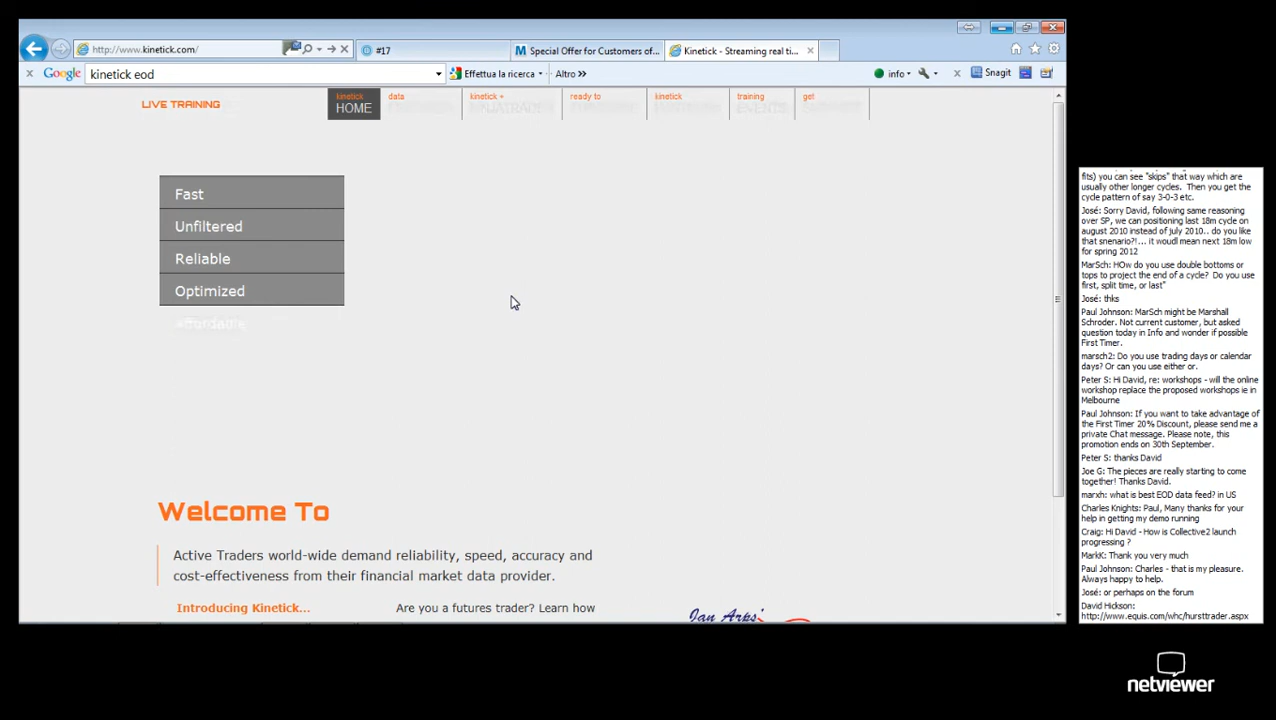 http://www.kinetick.com/
#17
Special Offer for Customers of...
Kinetick - Streaming real ti...
Google
kinetick eod
Effettua la ricerca
Altro »
info
Snagit
LIVE TRAINING
kinetick
HOME
data
kinetick +
NINJATRADER
ready to
kinetick
training
EVENTS
get
SUPPORT
Fast
Unfiltered
Reliable
Optimized
Affordable
Welcome To
Active Traders world-wide demand reliability, speed, accuracy and
cost-effectiveness from their financial market data provider.
Introducing Kinetick...
Are you a futures trader? Learn how
Jan Arps'
fits) you can see "skips" that way which are
usually other longer cycles. Then you get the
cycle pattern of say 3-0-3 etc.
José: Sorry David, following same reasoning
over SP, we can positioning last 18m cycle on
august 2010 instead of july 2010.. do you like
that snenario?!... it woudl mean next 18m low
for spring 2012
MarSch: HOw do you use double bottoms or
tops to project the end of a cycle? Do you use
first, split time, or last"
José: thks
Paul Johnson: MarSch might be Marshall
Schroder. Not current customer, but asked
question today in Info and wonder if possible
First Timer.
marsch2: Do you use trading days or calendar
days? Or can you use either or.
Peter S: Hi David, re: workshops - will the online
workshop replace the proposed workshops ie in
Melbourne
Paul Johnson: If you want to take advantage of
the First Timer 20% Discount, please send me a
private Chat message. Please note, this
promotion ends on 30th September.
Peter S: thanks David
Joe G: The pieces are really starting to come
together! Thanks David.
marxh: what is best EOD data feed? in US
Charles Knights: Paul, Many thanks for your
help in getting my demo running
Craig: Hi David - How is Collective2 launch
progressing ?
MarkK: Thank you very much
Paul Johnson: Charles - that is my pleasure.
Always happy to help.
José: or perhaps on the forum
David Hickson:
http://www.equis.com/whc/hursttrader.aspx
netviewer